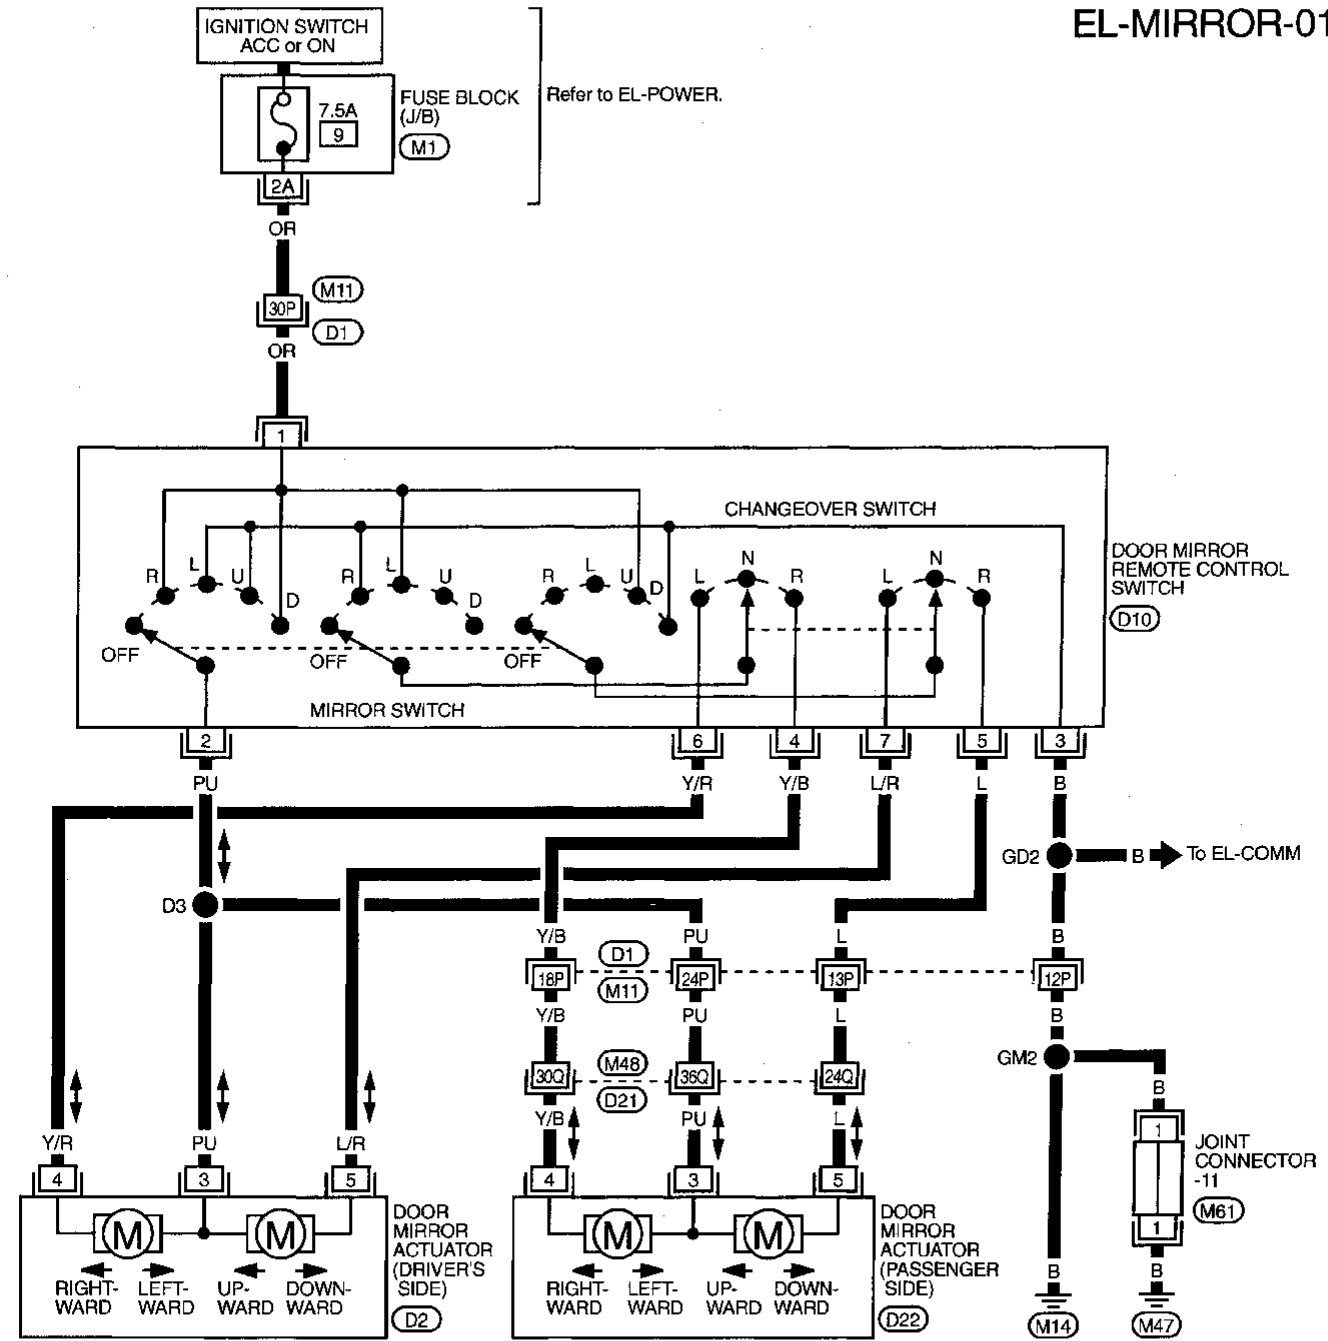 EL-MIRROR-01
IGNITION SWITCH
ACC or ON
7.5A
9
FUSE BLOCK
(J/B)
M1
Refer to EL-POWER.
2A
OR
M11
30P
D1
OR
1
CHANGEOVER SWITCH
DOOR MIRROR
REMOTE CONTROL
SWITCH
D10
R L U D
R L U D
R L U D
L N R
L N R
OFF
OFF
OFF
MIRROR SWITCH
2 6 4 7 5 3
PU Y/R Y/B L/R L B
GD2
B
To EL-COMM
D3
Y/B PU L B
D1
18P 24P 13P 12P
M11
Y/B PU L B
GM2
M48
30Q 36Q 24Q
D21
B
Y/B PU L
Y/R PU L/R
1
JOINT
CONNECTOR
-11
M61
1
4 3 5
4 3 5
M M
DOOR
MIRROR
ACTUATOR
(DRIVER'S
SIDE)
D2
M M
DOOR
MIRROR
ACTUATOR
(PASSENGER
SIDE)
D22
RIGHT-
WARD
LEFT-
WARD
UP-
WARD
DOWN-
WARD
RIGHT-
WARD
LEFT-
WARD
UP-
WARD
DOWN-
WARD
B B
M14 M47